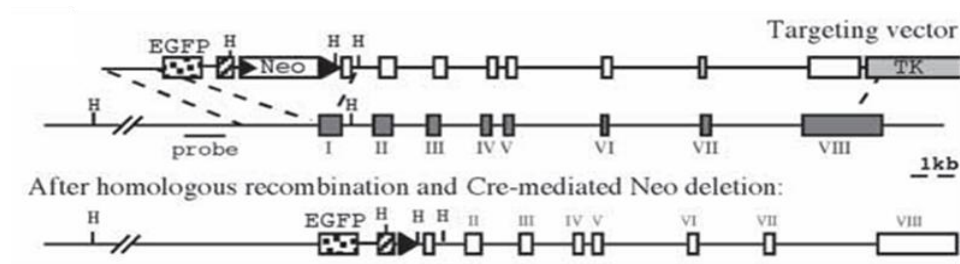 Targeting vector
EGFP H H H
Neo TK
H H
probe I II III IV V VI VII VIII
1kb
After homologous recombination and Cre-mediated Neo deletion:
H EGFP H H H II III IV V VI VII VIII